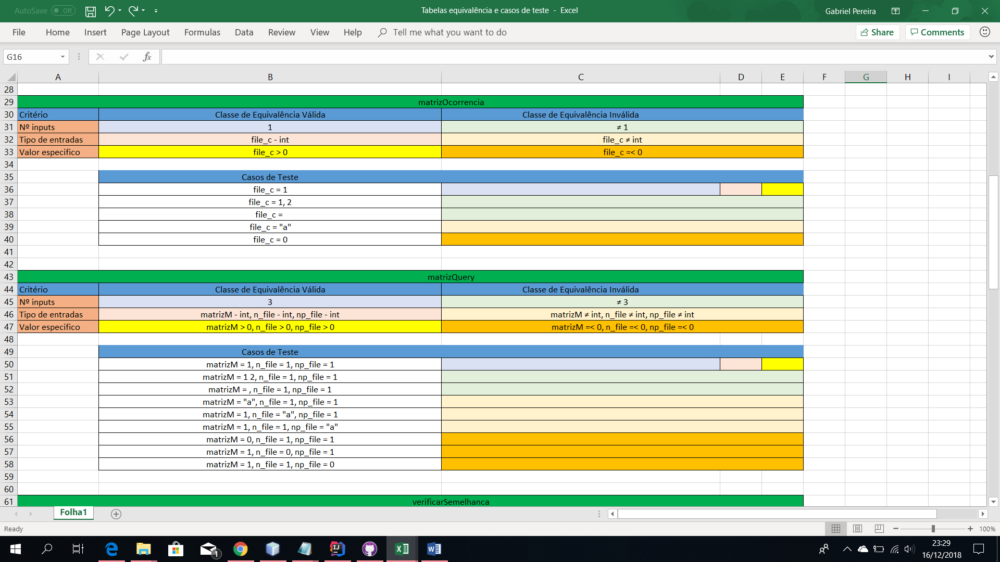 AutoSave Off
Tabelas equivalência e casos de teste - Excel
Gabriel Pereira
File Home Insert Page Layout Formulas Data Review View Help Tell me what you want to do Share Comments
G16 fx
A B C D E F G H I
28
29 matrizOcorrencia
30 Critério Classe de Equivalência Válida Classe de Equivalência Inválida
31 Nº inputs 1 ≠ 1
32 Tipo de entradas file_c - int file_c ≠ int
33 Valor especifico file_c > 0 file_c =< 0
34
35 Casos de Teste
36 file_c = 1
37 file_c = 1, 2
38 file_c =
39 file_c = "a"
40 file_c = 0
41
42
43 matrizQuery
44 Critério Classe de Equivalência Válida Classe de Equivalência Inválida
45 Nº inputs 3 ≠ 3
46 Tipo de entradas matrizM - int, n_file - int, np_file - int matrizM ≠ int, n_file ≠ int, np_file ≠ int
47 Valor especifico matrizM > 0, n_file > 0, np_file > 0 matrizM =< 0, n_file =< 0, np_file =< 0
48
49 Casos de Teste
50 matrizM = 1, n_file = 1, np_file = 1
51 matrizM = 1 2, n_file = 1, np_file = 1
52 matrizM = , n_file = 1, np_file = 1
53 matrizM = "a", n_file = 1, np_file = 1
54 matrizM = 1, n_file = "a", np_file = 1
55 matrizM = 1, n_file = 1, np_file = "a"
56 matrizM = 0, n_file = 1, np_file = 1
57 matrizM = 1, n_file = 0, np_file = 1
58 matrizM = 1, n_file = 1, np_file = 0
59
60
61 verificarSemelhanca
Folha1
Ready 100%
1
23:29
16/12/2018